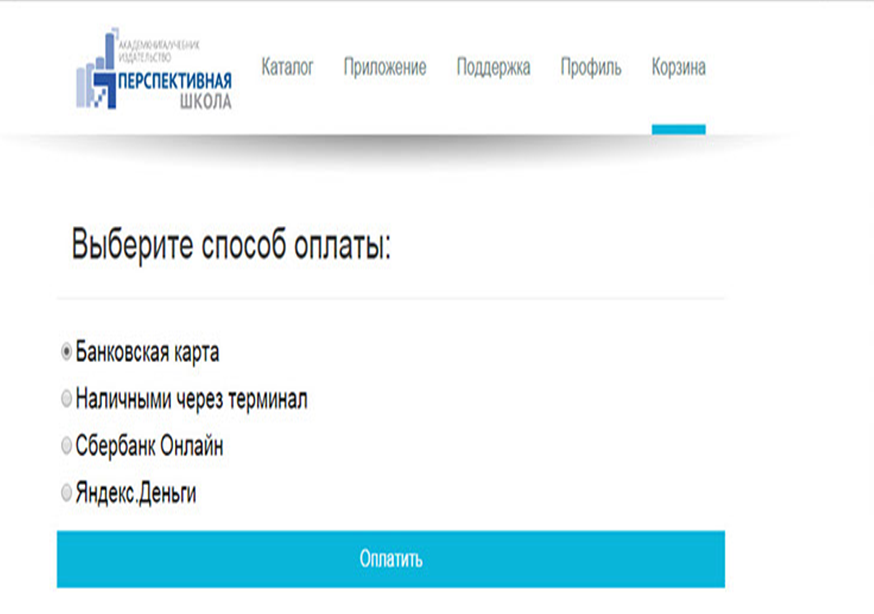 АКАДЕМКНИГА/УЧЕБНИК
ИЗДАТЕЛЬСТВО
ПЕРСПЕКТИВНАЯ
ШКОЛА
Каталог Приложение Поддержка Профиль Корзина
Выберите способ оплаты:
Банковская карта
Наличными через терминал
Сбербанк Онлайн
Яндекс.Деньги
Оплатить